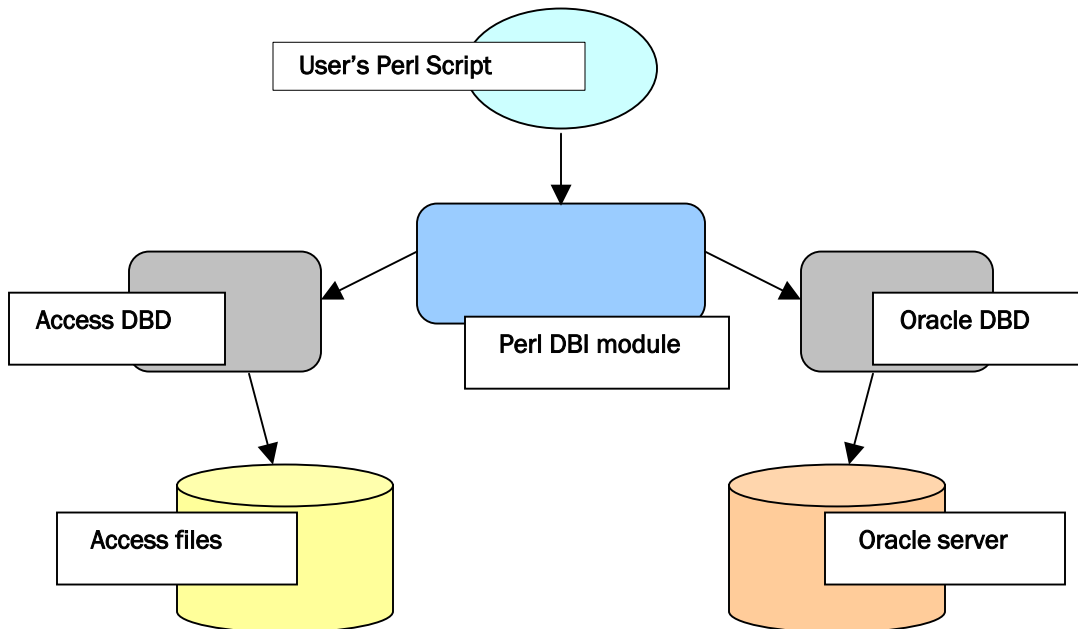 User’s Perl Script
Access DBD
Perl DBI module
Oracle DBD
Access files
Oracle server